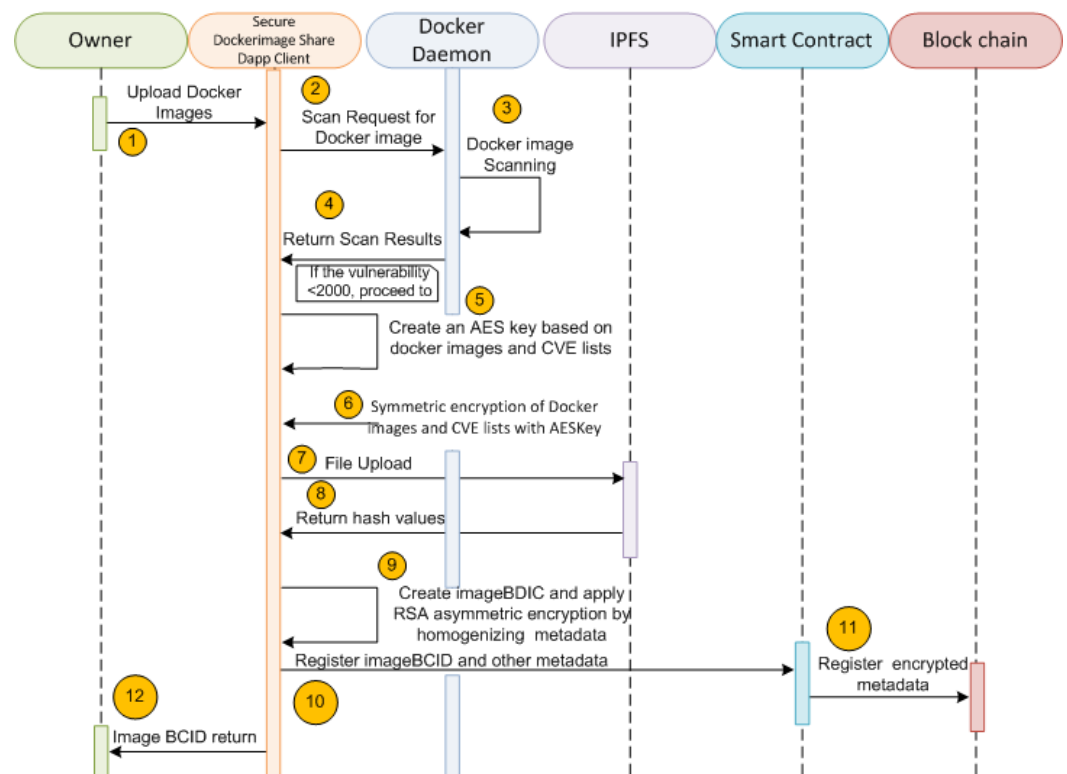 Owner
Secure
Dockerimage Share
Dapp Client
Docker
Daemon
IPFS
Smart Contract
Block chain
Upload Docker
Images
1
2
Scan Request for
Docker image
3
Docker image
Scanning
4
Return Scan Results
If the vulnerability
<2000, proceed to
5
Create an AES key based on
docker images and CVE lists
6
Symmetric encryption of Docker
images and CVE lists with AESKey
7
File Upload
8
Return hash values
9
Create imageBDIC and apply
RSA asymmetric encryption by
homogenizing metadata
Register imageBCID and other metadata
10
11
Register encrypted
metadata
12
Image BCID return